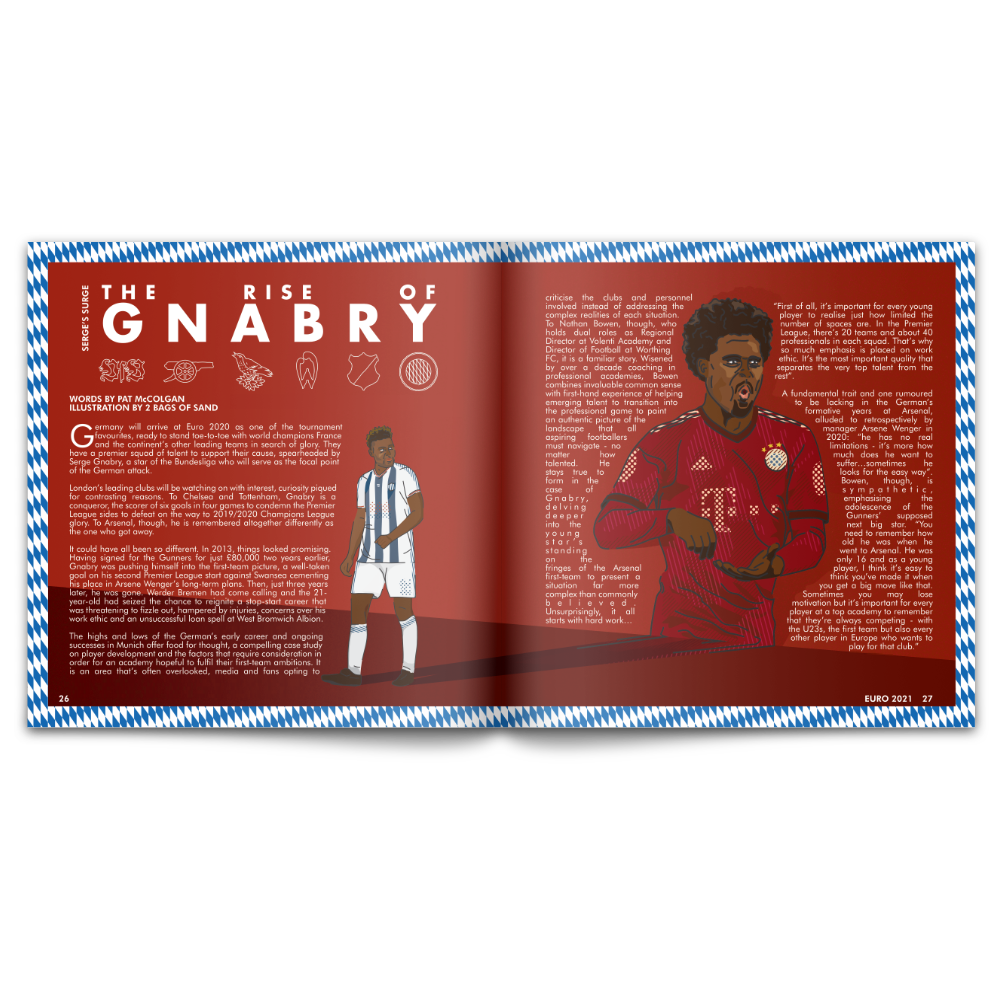 SERGE'S SURGE
THE RISE OF
GNABRY
WORDS BY PAT McCOLGAN
ILLUSTRATION BY 2 BAGS OF SAND
Germany will arrive at Euro 2020 as one of the tournament
favourites, ready to stand toe-to-toe with world champions France
and the continent's other leading teams in search of glory. They
have a premier squad of talent to support their cause, spearheaded by
Serge Gnabry, a star of the Bundesliga who will serve as the focal point
of the German attack.
London's leading clubs will be watching on with interest, curiosity piqued
for contrasting reasons. To Chelsea and Tottenham, Gnabry is a
conqueror, the scorer of six goals in four games to condemn the Premier
League sides to defeat on the way to 2019/2020 Champions League
glory. To Arsenal, though, he is remembered altogether differently as
the one who got away.
It could have all been so different. In 2013, things looked promising.
Having signed for the Gunners for just £80,000 two years earlier,
Gnabry was pushing himself into the first-team picture, a well-taken
goal on his second Premier League start against Swansea cementing
his place in Arsene Wenger's long-term plans. Then, just three years
later, he was gone. Werder Bremen had come calling and the 21-
year-old had seized the chance to reignite a stop-start career that
was threatening to fizzle out, hampered by injuries, concerns over his
work ethic and an unsuccessful loan spell at West Bromwich Albion.
The highs and lows of the German's early career and ongoing
successes in Munich offer food for thought, a compelling case study
on player development and the factors that require consideration in
order for an academy hopeful to fulfil their first-team ambitions. It
is an area that's often overlooked, media and fans opting to
26
criticise the clubs and personnel
involved instead of addressing the
complex realities of each situation.
To Nathan Bowen, though, who
holds dual roles as Regional
Director at Valenti Academy and
Director of Football at Worthing
FC, it is a familiar story. Wisened
by over a decade coaching in
professional academies, Bowen
combines invaluable common sense
with first-hand experience of helping
emerging talent to transition into
the professional game to paint
an authentic picture of the
landscape that all
aspiring footballers
must navigate - no
matter how
talented. He
stays true to
form in the
case of
Gnabry,
delving
deeper
into the
young
star's
standing
on the
fringes of the Arsenal
first-team to present a
situation far more
complex than commonly
believed.
Unsurprisingly, it all
starts with hard work...
"First of all, it's important for every young
player to realise just how limited the
number of spaces are. In the Premier
League, there's 20 teams and about 40
professionals in each squad. That's why
so much emphasis is placed on work
ethic. It's the most important quality that
separates the very top talent from the
rest".
A fundamental trait and one rumoured
to be lacking in the German's
formative years at Arsenal,
alluded to retrospectively by
manager Arsene Wenger in
2020: "he has no real
limitations - it's more how
much does he want to
suffer...sometimes he
looks for the easy way".
Bowen, though, is
sympathetic,
emphasising the
adolescence of the
Gunners' supposed
next big star. "You
need to remember how
old he was when he
went to Arsenal. He was
only 16 and as a young
player, I think it's easy to
think you've made it when
you get a big move like that.
Sometimes you may lose
motivation but it's important for every
player at a top academy to remember
that they're always competing - with
the U23s, the first team but also every
other player in Europe who wants to
play for that club."
T
EURO 2021 27